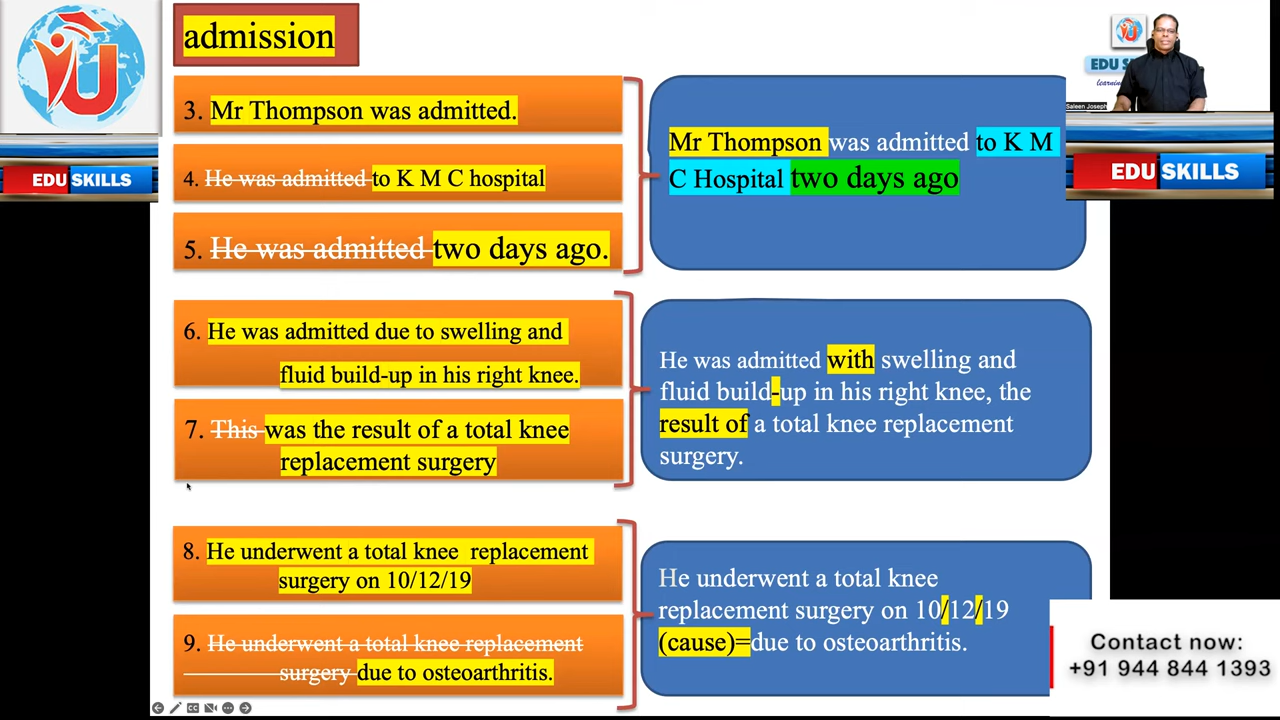 admission
3. Mr Thompson was admitted.
4. He was admitted to K M C hospital
5. He was admitted two days ago.
Mr Thompson was admitted to K M
C Hospital two days ago
6. He was admitted due to swelling and
fluid build-up in his right knee.
7. This was the result of a total knee
replacement surgery
He was admitted with swelling and
fluid build-up in his right knee, the
result of a total knee replacement
surgery.
8. He underwent a total knee replacement
surgery on 10/12/19
9. He underwent a total knee replacement
surgery due to osteoarthritis.
He underwent a total knee
replacement surgery on 10/12/19
(cause)=due to osteoarthritis.
EDU SKILLS
EDU S
learnin
Saleen Joseph
EDU SKILLS
Contact now:
+91 944 844 1393